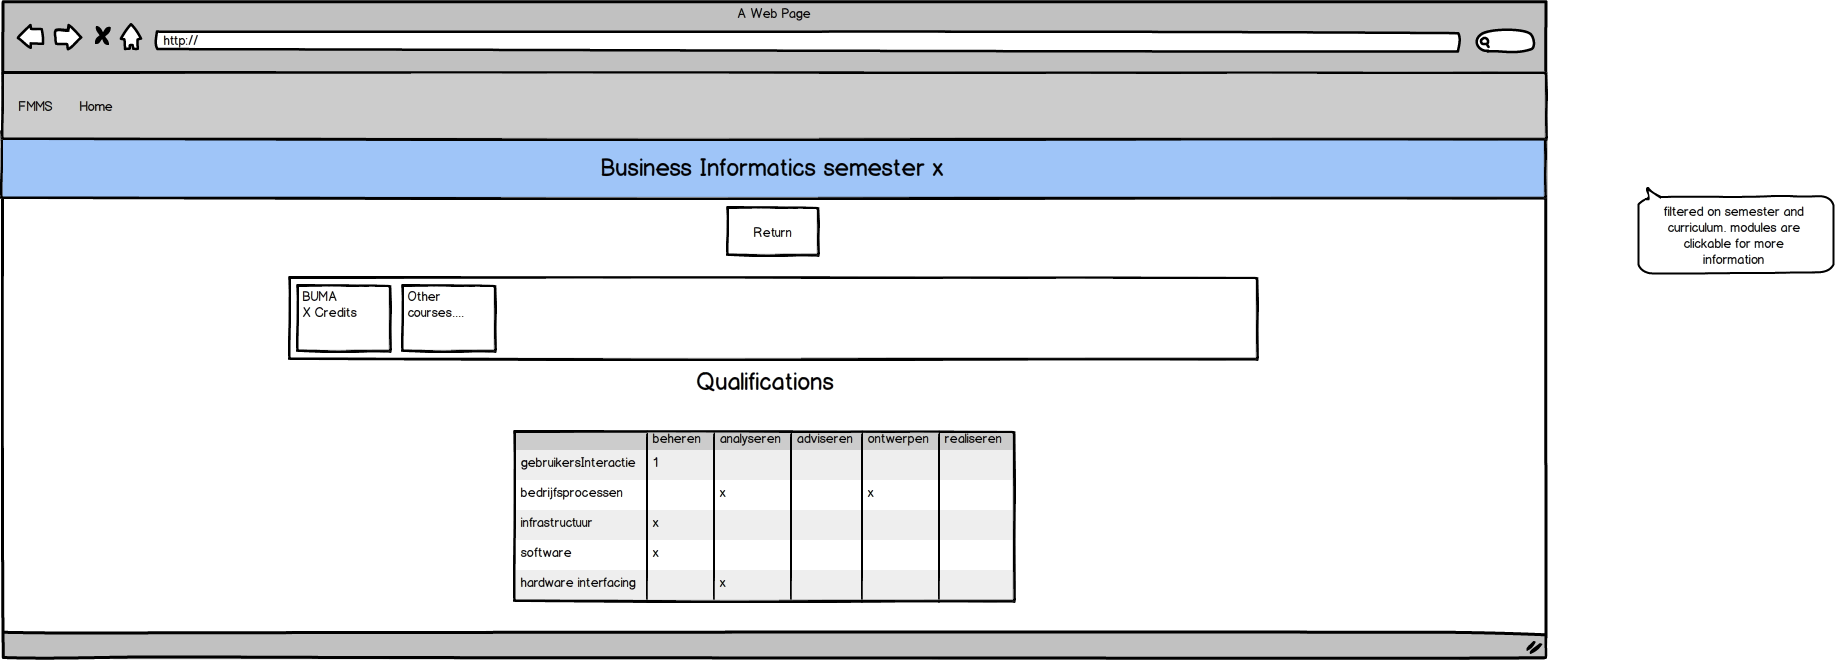 A Web Page
http://
FMMS Home
Business Informatics semester x
Return
filtered on semester and
curriculum. modules are
clickable for more
information
BUMA
X Credits
Other
courses....
Qualifications
beheren analyseren adviseren ontwerpen realiseren
gebruikersInteractie 1
bedrijfsprocessen x x
infrastructuur x
software x
hardware interfacing x